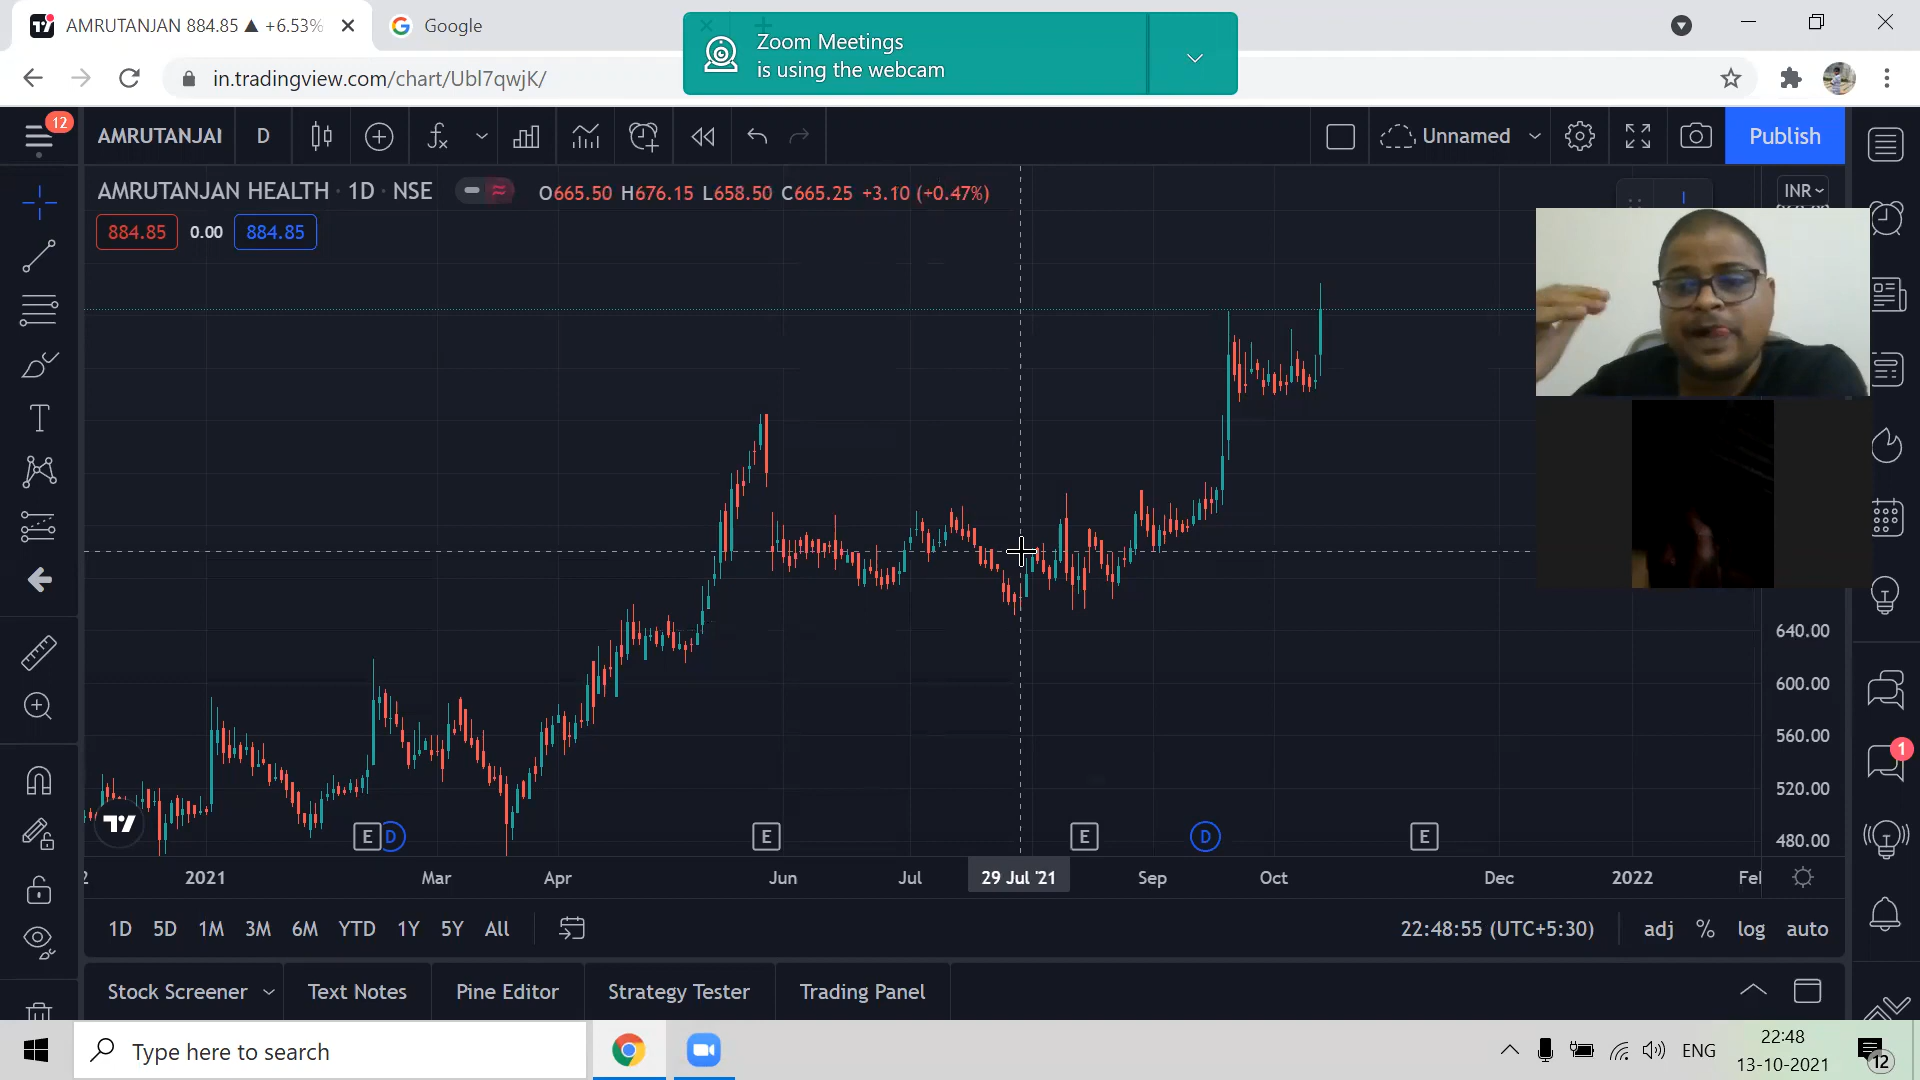 AMRUTANJAN 884.85 ▲ +6.53%
Google
Zoom Meetings
is using the webcam
in.tradingview.com/chart/Ubl7qwjK/
12
AMRUTANJAI
D
Unnamed
Publish
AMRUTANJAN HEALTH · 1D · NSE
O665.50 H676.15 L658.50 C665.25 +3.10 (+0.47%)
INR
884.85 0.00 884.85
640.00
600.00
560.00
520.00
480.00
1
E D E E D E
2021 Mar Apr Jun Jul 29 Jul '21 Sep Oct Dec 2022 Fel
1D 5D 1M 3M 6M YTD 1Y 5Y All
22:48:55 (UTC+5:30) adj % log auto
Stock Screener Text Notes Pine Editor Strategy Tester Trading Panel
Type here to search
ENG
22:48
13-10-2021
12